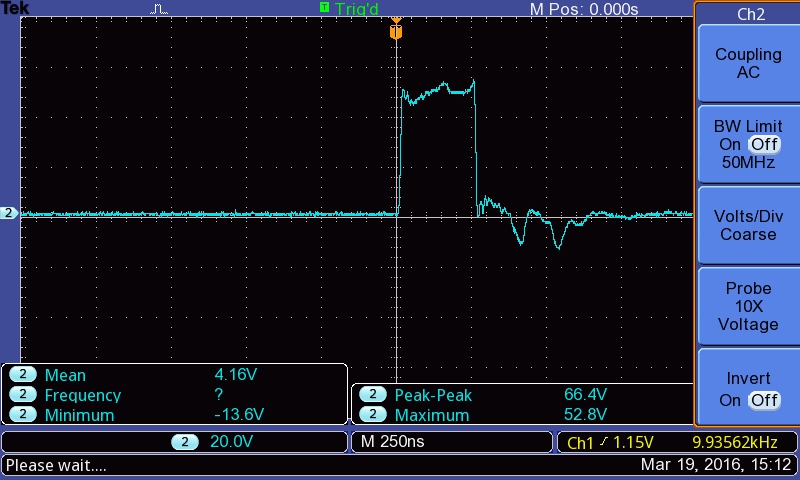 Tek Trig'd M Pos: 0.000s Ch2
T
T
Coupling
AC
BW Limit
On Off
50MHz
2
Volts/Div
Coarse
Probe
10X
Voltage
Invert
On Off
2 Mean 4.16V
2 Frequency ?
2 Minimum -13.6V
2 Peak-Peak 66.4V
2 Maximum 52.8V
2 20.0V M 250ns Ch1 / 1.15V 9.93562kHz
Please wait.... Mar 19, 2016, 15:12